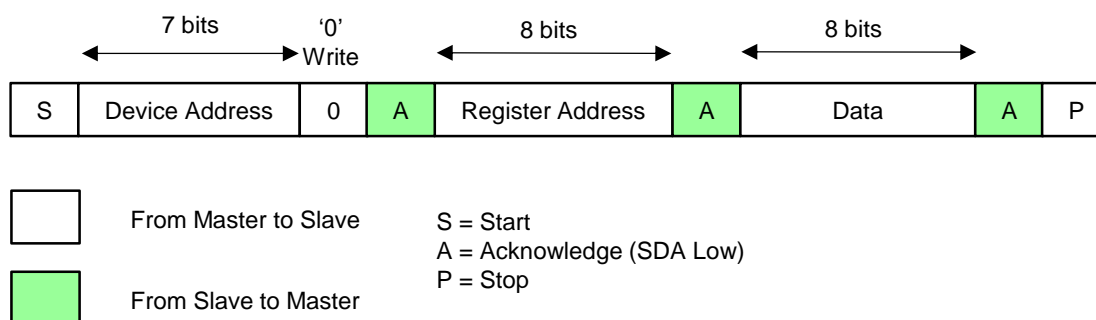 7 bits
‘0’
Write
8 bits
8 bits
S Device Address 0 A Register Address A Data A P
From Master to Slave
From Slave to Master
S = Start
A = Acknowledge (SDA Low)
P = Stop